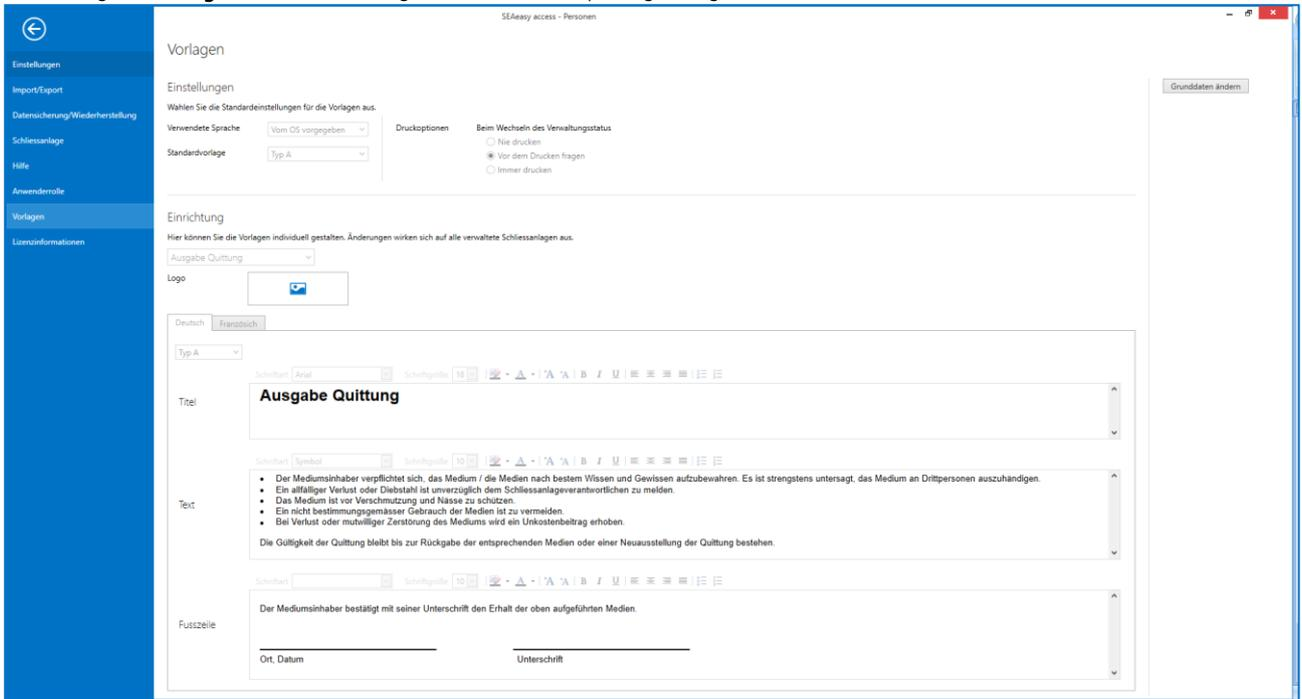 SEAeasy access - Personen
Einstellungen
Import/Export
Datensicherung/Wiederherstellung
Schliessanlage
Hilfe
Anwenderrolle
Vorlagen
Lizenzinformationen
Vorlagen
Einstellungen
Wählen Sie die Standardeinstellungen für die Vorlagen aus.
Verwendete Sprache Vom OS vorgegeben
Standardvorlage Typ A
Druckoptionen
Beim Wechseln des Verwaltungsstatus
Nie drucken
Vor dem Drucken fragen
Immer drucken
Grunddaten ändern
Einrichtung
Hier können Sie die Vorlagen individuell gestalten. Änderungen wirken sich auf alle verwaltete Schliessanlagen aus.
Ausgabe Quittung
Logo
Deutsch Französich
Typ A
Schriftart Arial Schriftgröße 18 A A A B I U
Titel
Ausgabe Quittung
Schriftart Symbol Schriftgröße 10 A A A B I U
Text
• Der Mediumsinhaber verpflichtet sich, das Medium / die Medien nach bestem Wissen und Gewissen aufzubewahren. Es ist strengstens untersagt, das Medium an Drittpersonen auszuhändigen.
• Ein allfälliger Verlust oder Diebstahl ist unverzüglich dem Schliessanlageverantwortlichen zu melden.
• Das Medium ist vor Verschmutzung und Nässe zu schützen.
• Ein nicht bestimmungsgemässer Gebrauch der Medien ist zu vermeiden.
• Bei Verlust oder mutwilliger Zerstörung des Mediums wird ein Unkostenbeitrag erhoben.
Die Gültigkeit der Quittung bleibt bis zur Rückgabe der entsprechenden Medien oder einer Neuausstellung der Quittung bestehen.
Schriftart Schriftgröße 10 A A A B I U
Fusszeile
Der Mediumsinhaber bestätigt mit seiner Unterschrift den Erhalt der oben aufgeführten Medien.
Ort, Datum Unterschrift